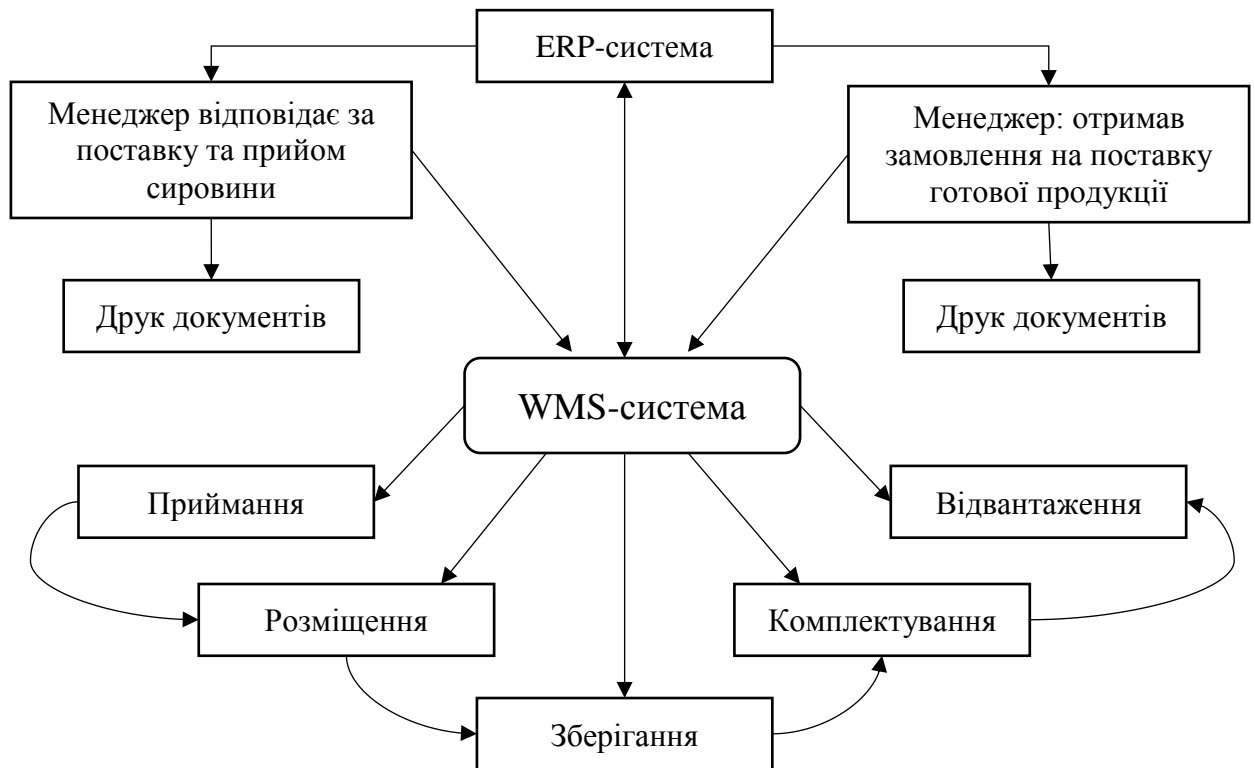 ERP-система
Менеджер відповідає за
поставку та прийом
сировини
Менеджер: отримав
замовлення на поставку
готової продукції
Друк документів
Друк документів
WMS-система
Приймання
Відвантаження
Розміщення
Комплектування
Зберігання